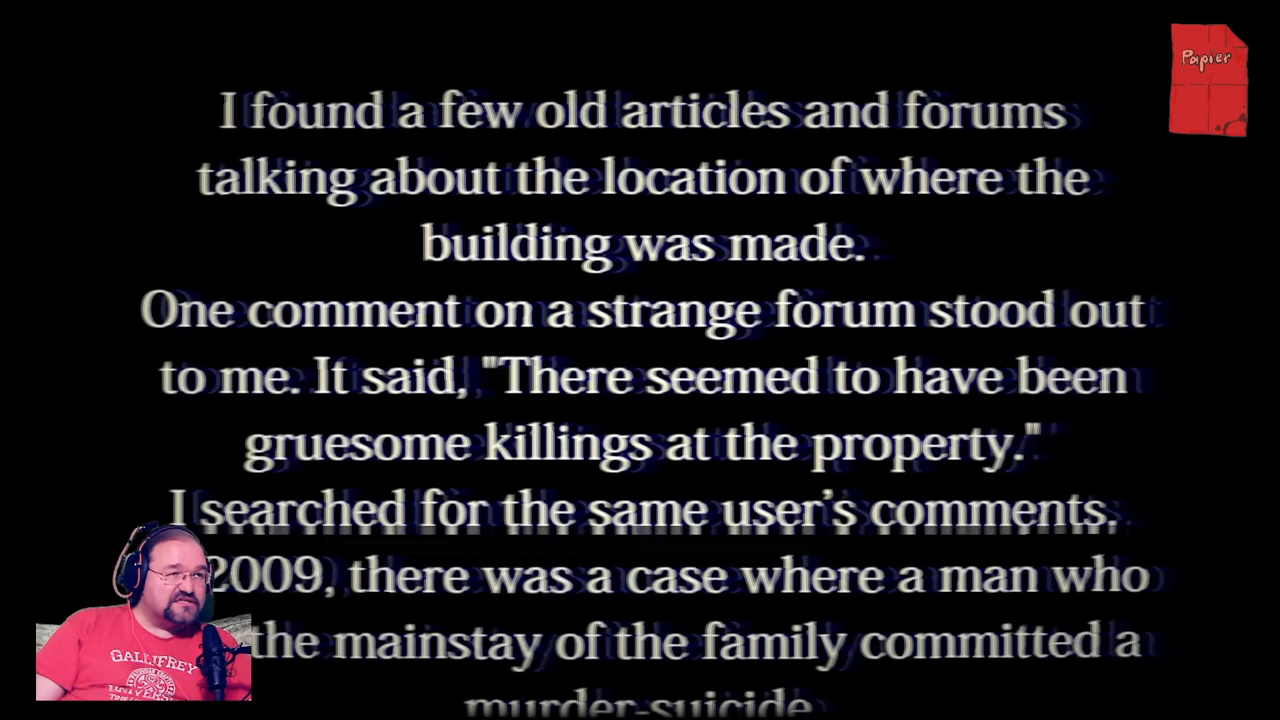 Papier
I found a few old articles and forums
talking about the location of where the
building was made.
One comment on a strange forum stood out
to me. It said, "There seemed to have been
gruesome killings at the property."
I searched for the same user's comments.
2009, there was a case where a man who
the mainstay of the family committed a
murder-suicide
GALLIFREY